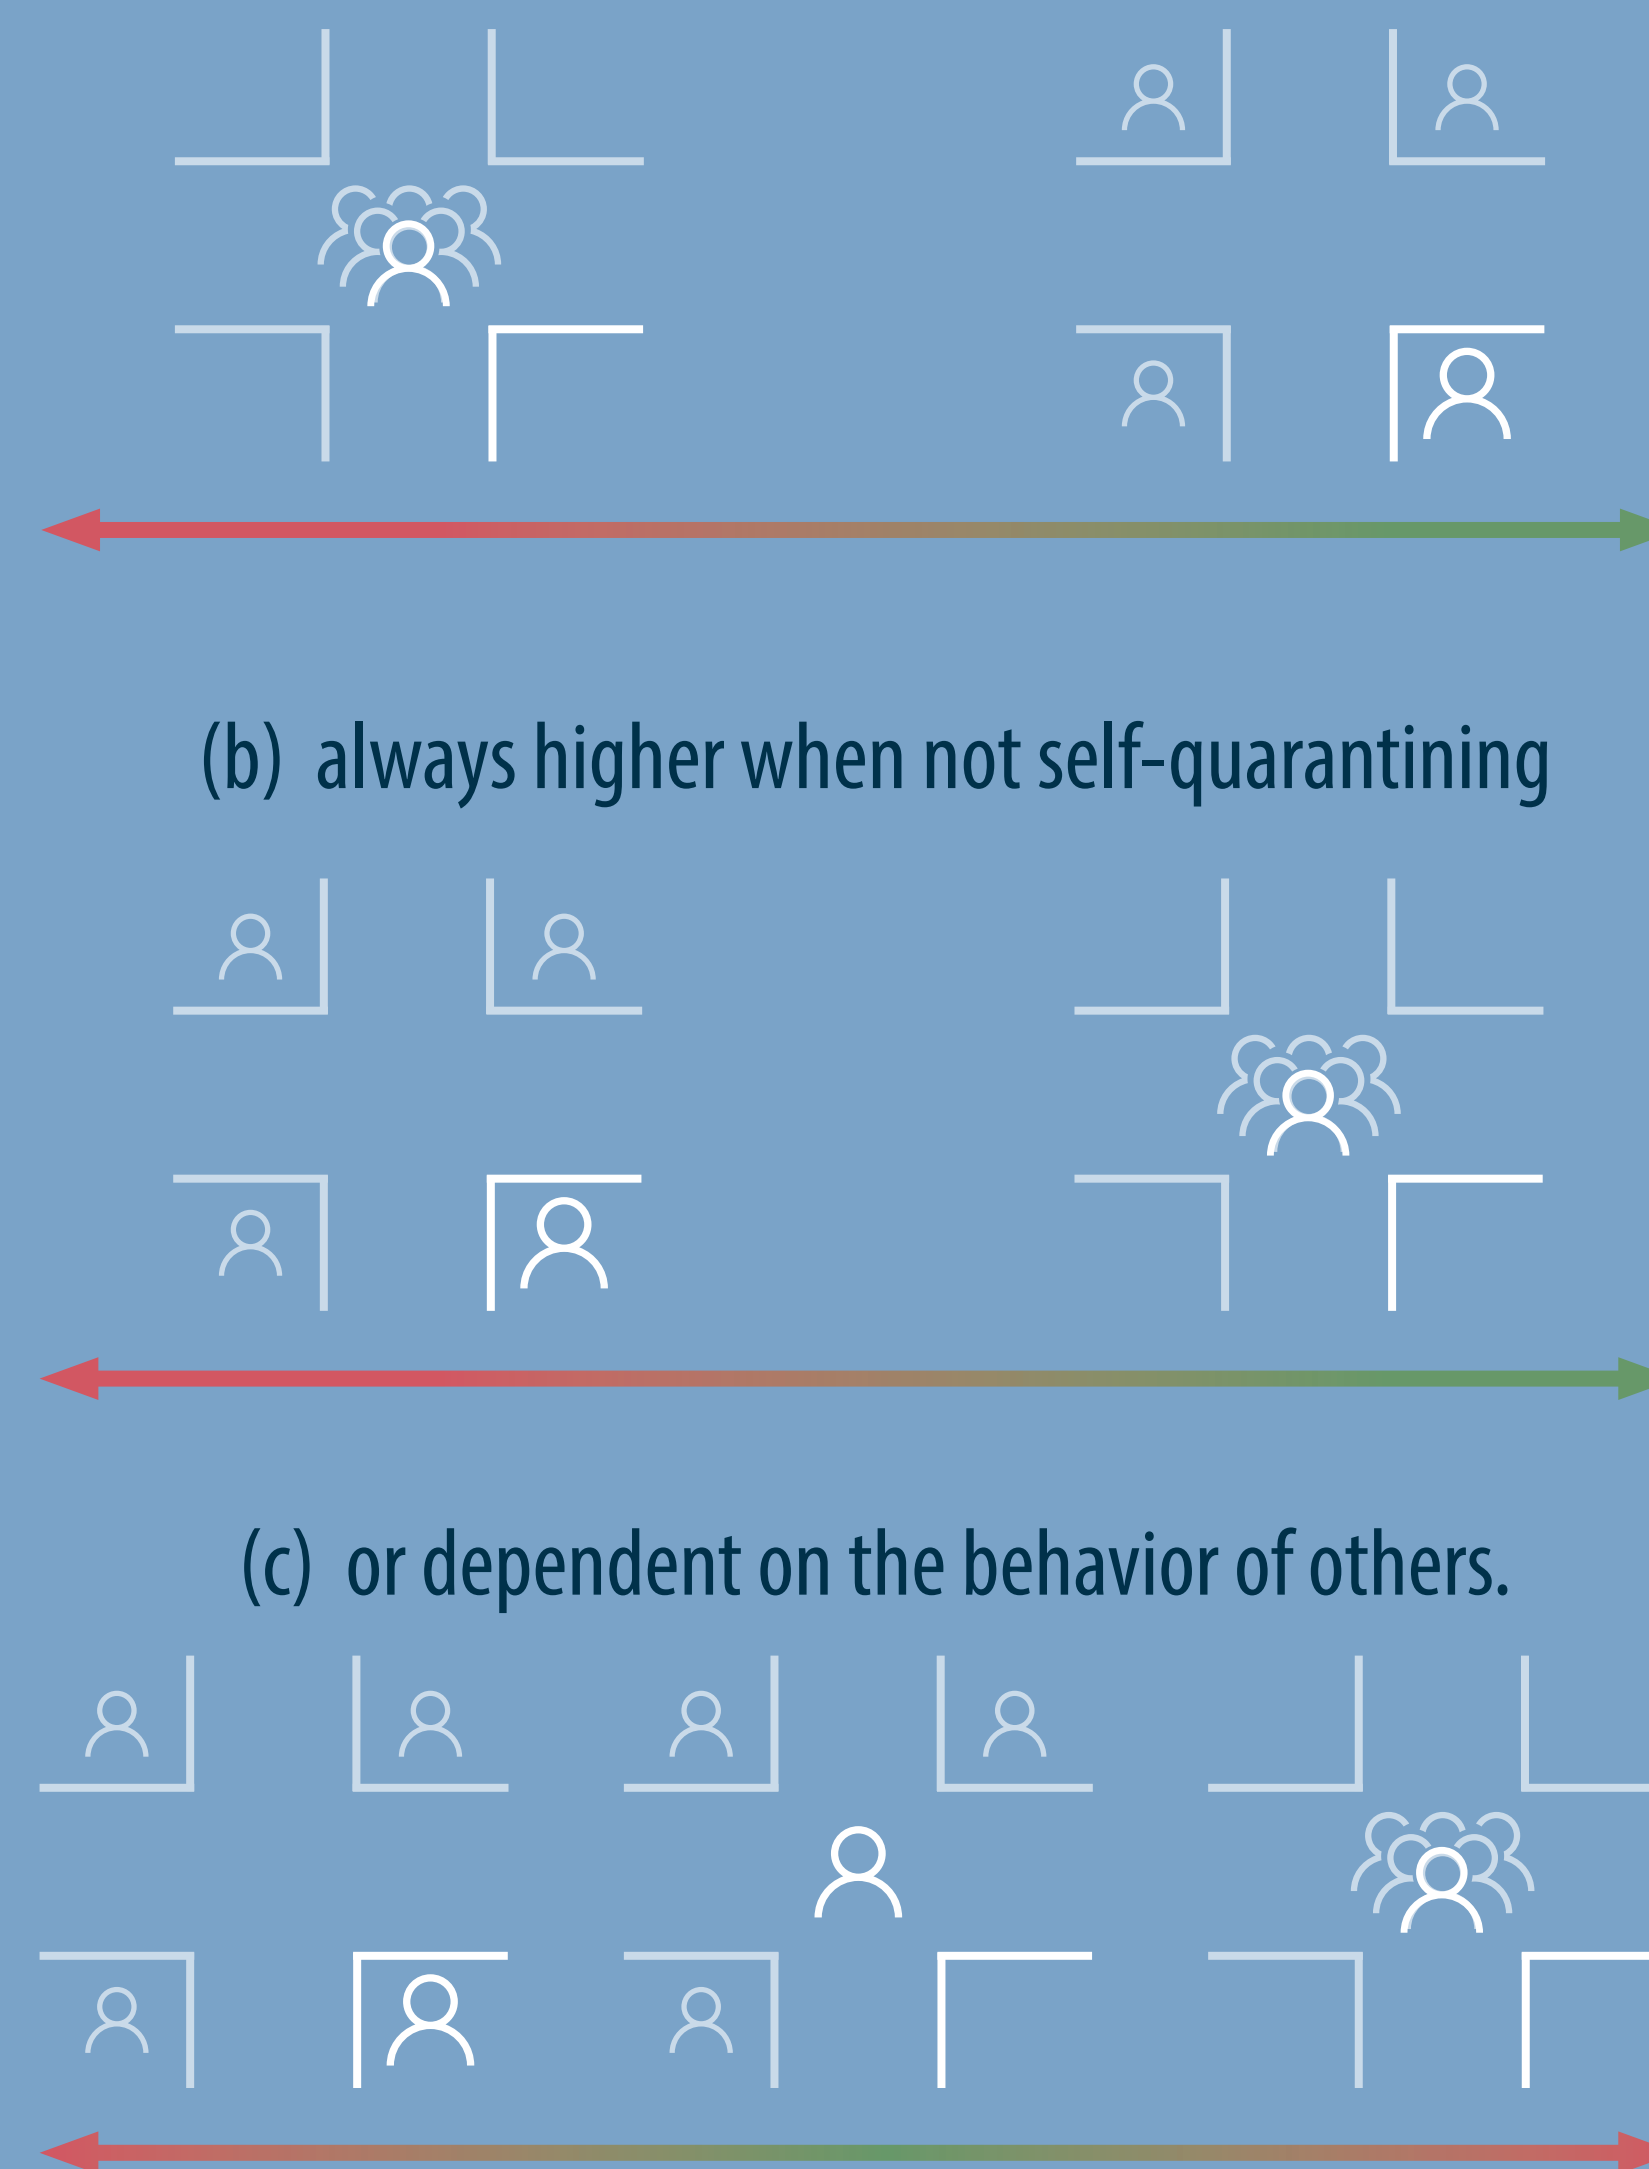 (b) always higher when not self-quarantining
(c) or dependent on the behavior of others.